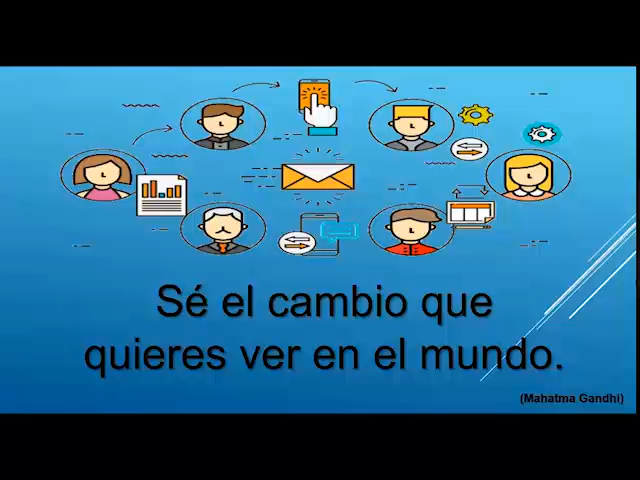 Sé el cambio que
quieres ver en el mundo.
(Mahatma Gandhi)